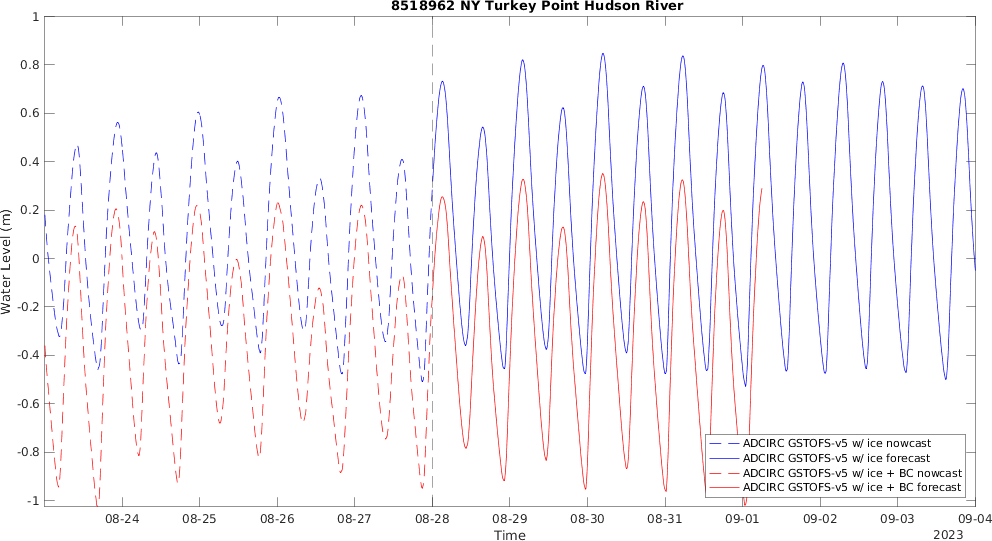 8518962 NY Turkey Point Hudson River
1
0.8
0.6
0.4
0.2
0
-0.2
-0.4
-0.6
-0.8
-1
Water Level (m)
ADCIRC GSTOFS-v5 w/ ice nowcast
ADCIRC GSTOFS-v5 w/ ice forecast
ADCIRC GSTOFS-v5 w/ ice + BC nowcast
ADCIRC GSTOFS-v5 w/ ice + BC forecast
08-24 08-25 08-26 08-27 08-28 08-29 08-30 08-31 09-01 09-02 09-03 09-04
Time
2023